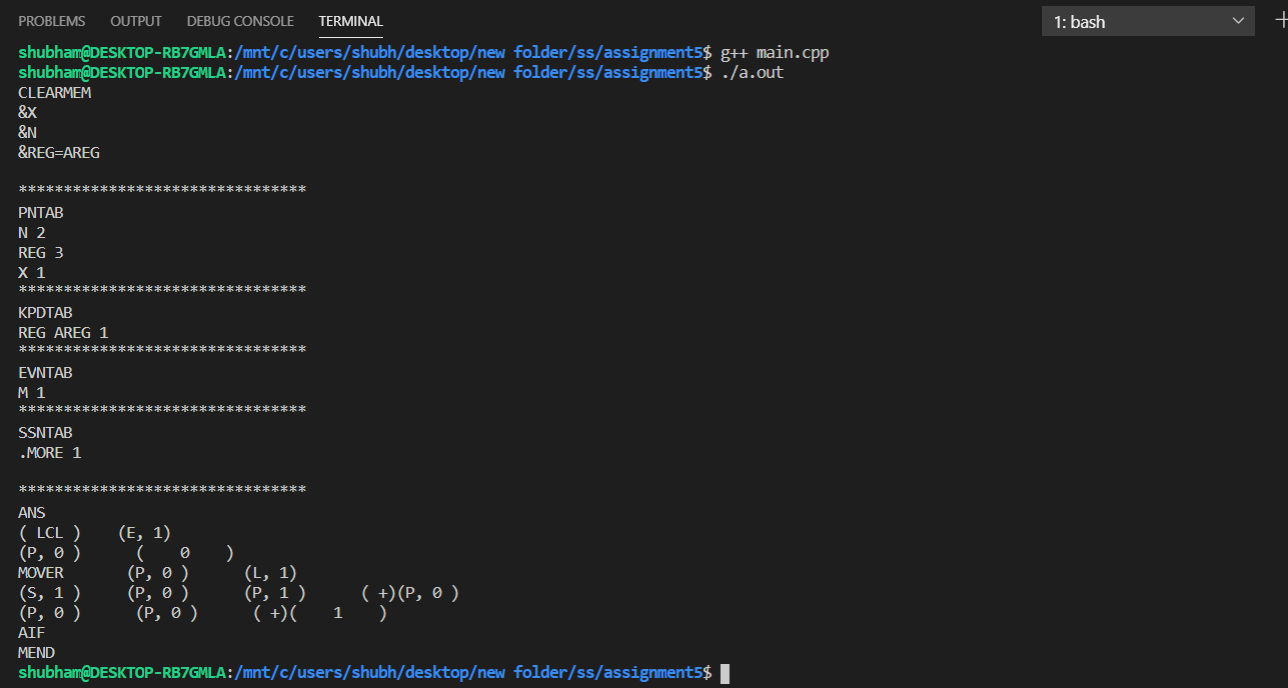 PROBLEMS OUTPUT DEBUG CONSOLE TERMINAL 1: bash
shubham@DESKTOP-RB7GMLA:/mnt/c/users/shubh/desktop/new folder/ss/assignment5$ g++ main.cpp
shubham@DESKTOP-RB7GMLA:/mnt/c/users/shubh/desktop/new folder/ss/assignment5$ ./a.out
CLEARMEM
&X
&N
&REG=AREG
********************************
PNTAB
N 2
REG 3
X 1
********************************
KPDTAB
REG AREG 1
********************************
EVNTAB
M 1
********************************
SSNTAB
.MORE 1
********************************
ANS
( LCL )    (E, 1)
(P, 0 )      (    0    )
MOVER       (P, 0 )      (L, 1)
(S, 1 )     (P, 0 )      (P, 1 )      ( +)(P, 0 )
(P, 0 )      (P, 0 )      ( +)(    1    )
AIF
MEND
shubham@DESKTOP-RB7GMLA:/mnt/c/users/shubh/desktop/new folder/ss/assignment5$